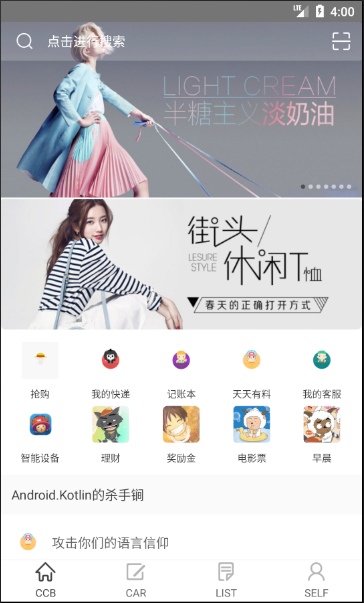 LTE 4:00
点击进行搜索
LIGHT CREAM
半糖主义淡奶油
街头/
LESURE
STYLE
休闲T恤
春天的正确打开方式
抢购 我的快递 记账本 天天有料 我的客服
智能设备 理财 奖励金 电影票 早晨
Android.Kotlin的杀手锏
攻击你们的语言信仰
CCB CAR LIST SELF